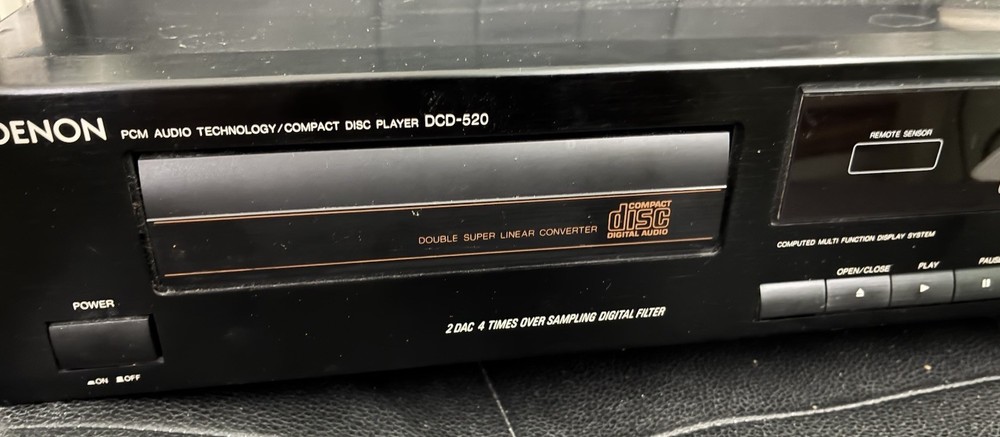 DENON PCM AUDIO TECHNOLOGY/COMPACT DISC PLAYER DCD-520
REMOTE SENSOR
COMPACT
disc
DIGITAL AUDIO
DOUBLE SUPER LINEAR CONVERTER
COMPUTED MULTI FUNCTION DISPLAY SYSTEM
OPEN/CLOSE PLAY PAUSE
POWER
2 DAC 4 TIMES OVER SAMPLING DIGITAL FILTER
ON OFF